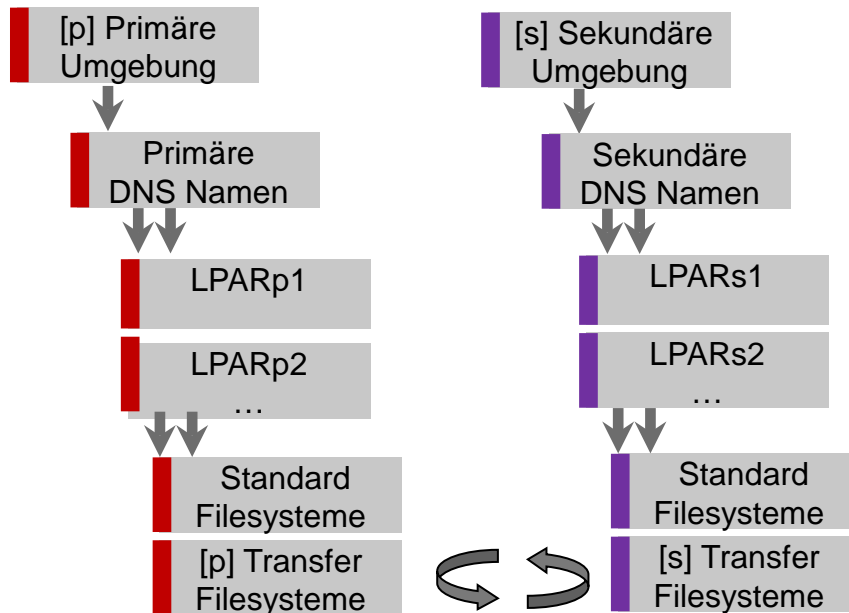 [p] Primäre
Umgebung
Primäre
DNS Namen
LPARp1
LPARp2
…
Standard
Filesysteme
[p] Transfer
Filesysteme
[s] Sekundäre
Umgebung
Sekundäre
DNS Namen
LPARs1
LPARs2
…
Standard
Filesysteme
[s] Transfer
Filesysteme